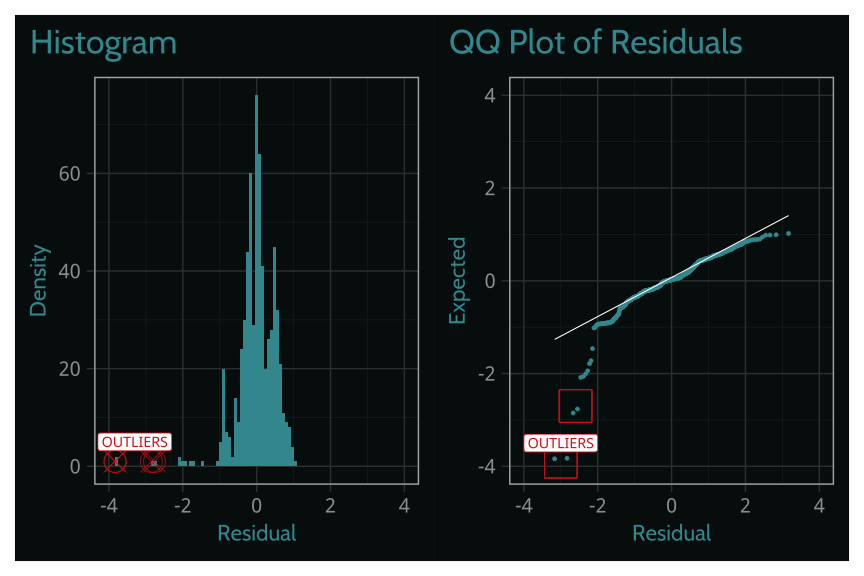 Histogram
QQ Plot of Residuals
Density
60
40
20
0
OUTLIERS
-4
-2
0
2
4
Residual
Expected
4
2
0
-2
-4
OUTLIERS
-4
-2
0
2
4
Residual